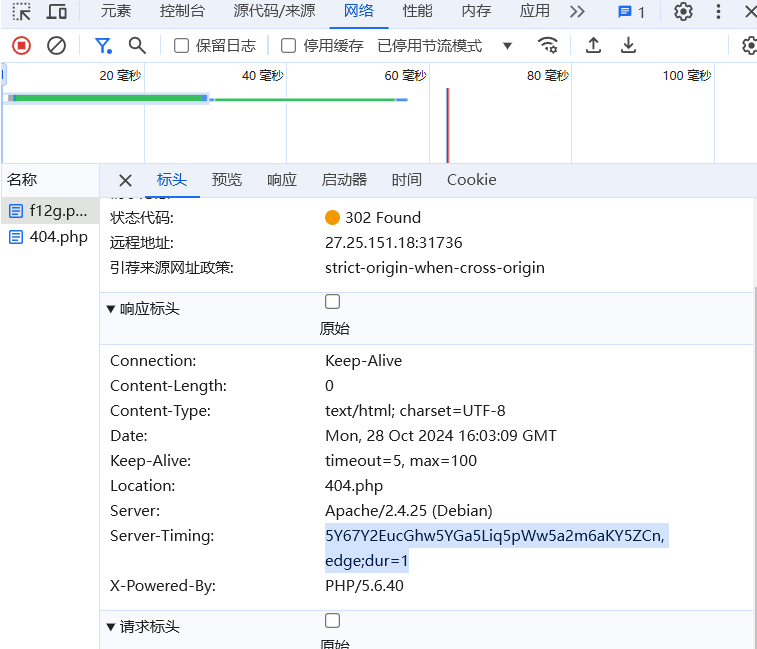 元素 控制台 源代码/来源 网络 性能 内存 应用 1
保留日志 停用缓存 已停用节流模式
20 毫秒 40 毫秒 60 毫秒 80 毫秒 100 毫秒
名称 标头 预览 响应 启动器 时间 Cookie
f12g.p...
404.php
状态代码: 302 Found
远程地址: 27.25.151.18:31736
引荐来源网址政策: strict-origin-when-cross-origin
响应标头
原始
Connection: Keep-Alive
Content-Length: 0
Content-Type: text/html; charset=UTF-8
Date: Mon, 28 Oct 2024 16:03:09 GMT
Keep-Alive: timeout=5, max=100
Location: 404.php
Server: Apache/2.4.25 (Debian)
Server-Timing: 5Y67Y2EucGhw5YGa5Liq5pWw5a2m6aKY5ZCn,
edge;dur=1
X-Powered-By: PHP/5.6.40
请求标头
原始